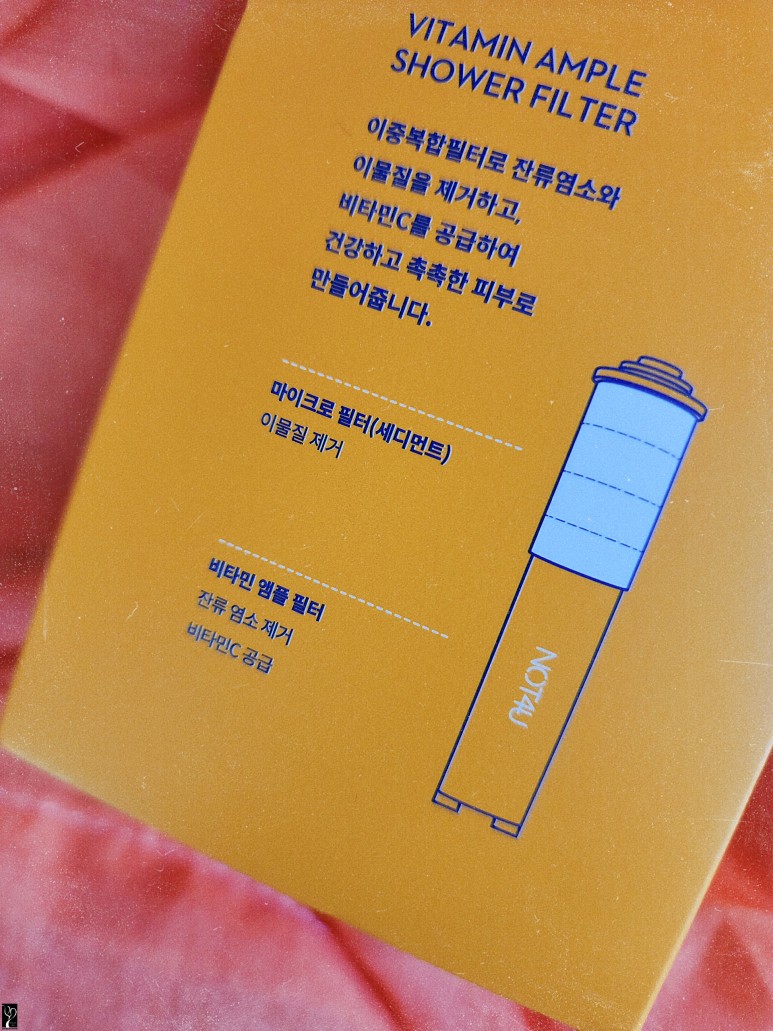 VITAMIN AMPLE
SHOWER FILTER
이중복합필터로 잔류염소와
이물질을 제거하고,
비타민C를 공급하여
건강하고 촉촉한 피부로
만들어줍니다.
마이크로 필터(세디먼트)
이물질 제거
비타민 앰플 필터
잔류 염소 제거
비타민C 공급
NOT4U